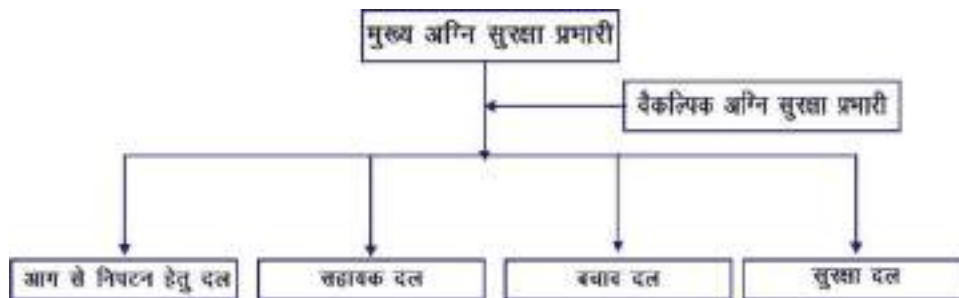 मुख्य अग्नि सुरक्षा प्रभारी
वैकल्पिक अग्नि सुरक्षा प्रभारी
आग से निपटन हेतु दल
सहायक दल
बचाव दल
सुरक्षा दल